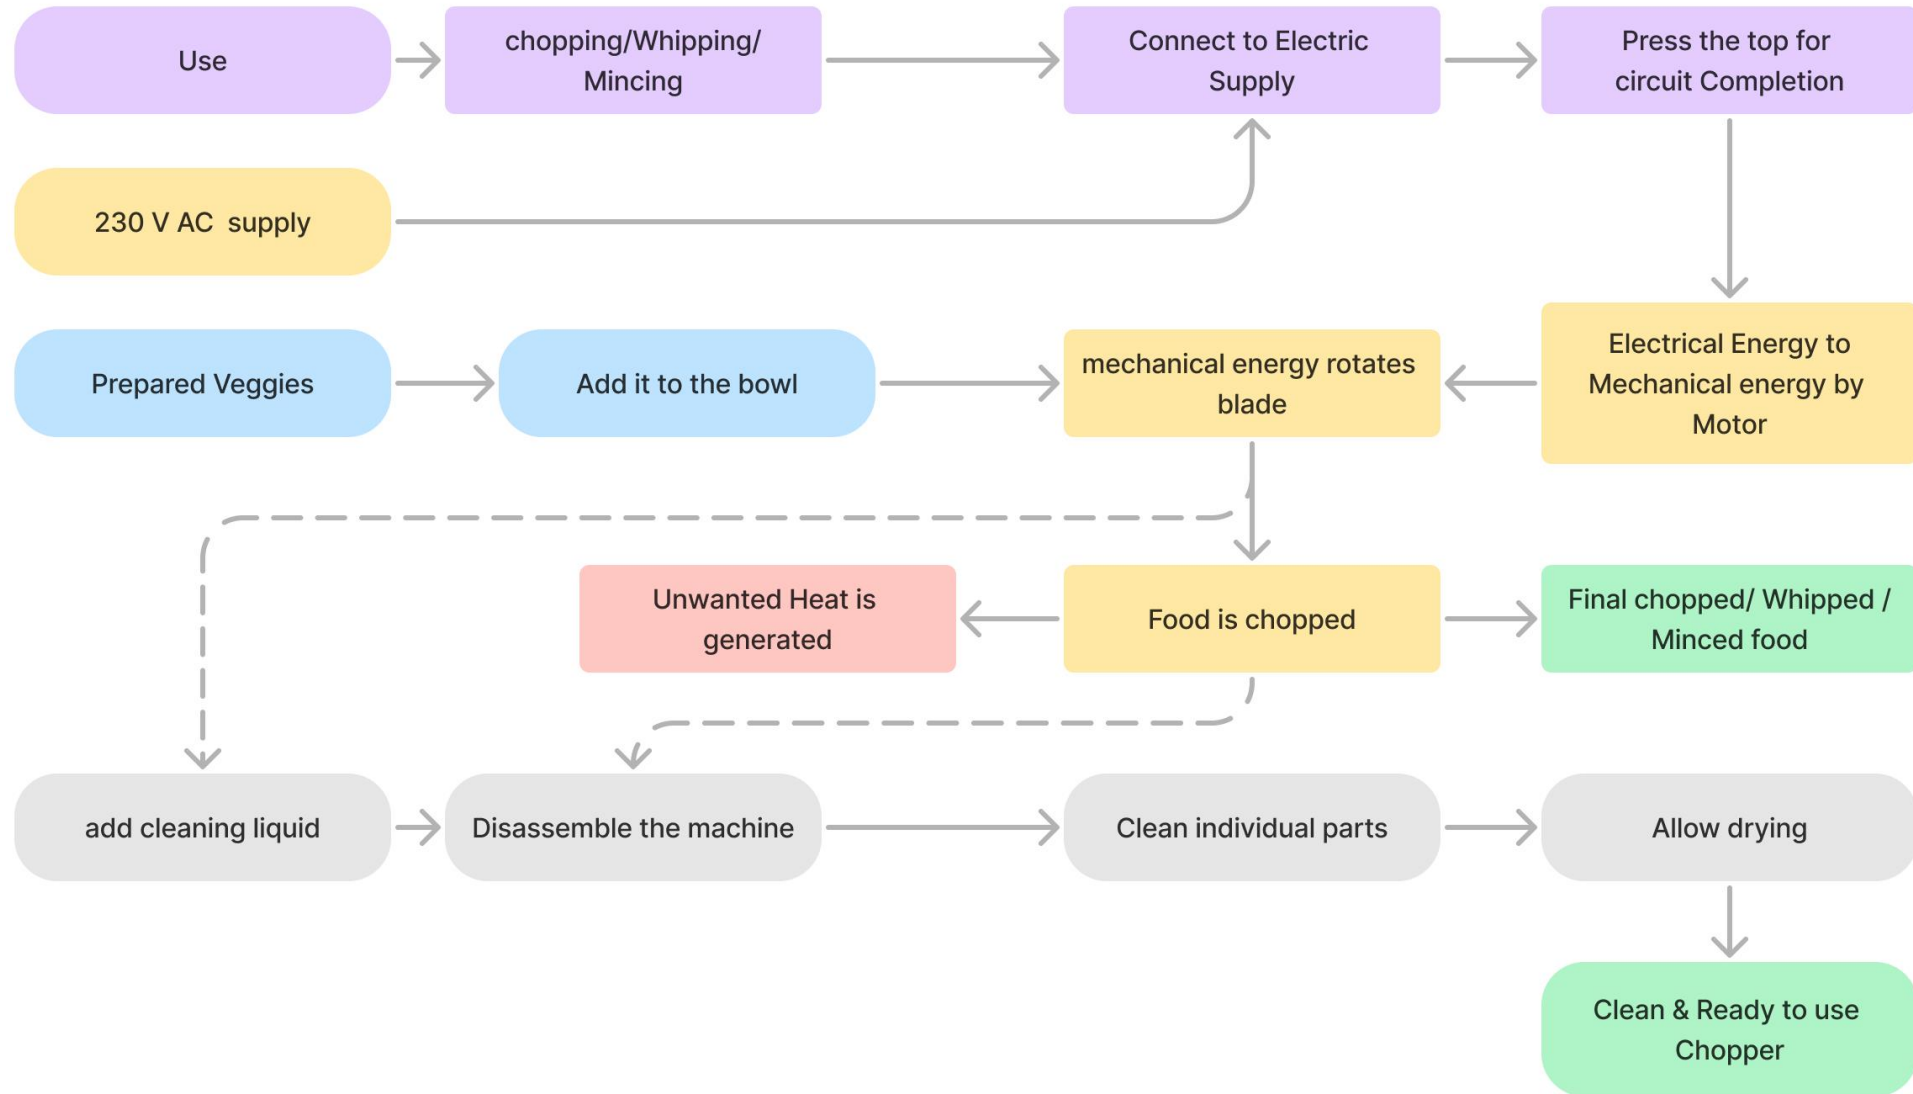 Use
chopping/Whipping/
Mincing
Connect to Electric
Supply
Press the top for
circuit Completion
230 V AC  supply
Prepared Veggies
Add it to the bowl
mechanical energy rotates
blade
Electrical Energy to
Mechanical energy by
Motor
Unwanted Heat is
generated
Food is chopped
Final chopped/ Whipped /
Minced food
add cleaning liquid
Disassemble the machine
Clean individual parts
Allow drying
Clean & Ready to use
Chopper